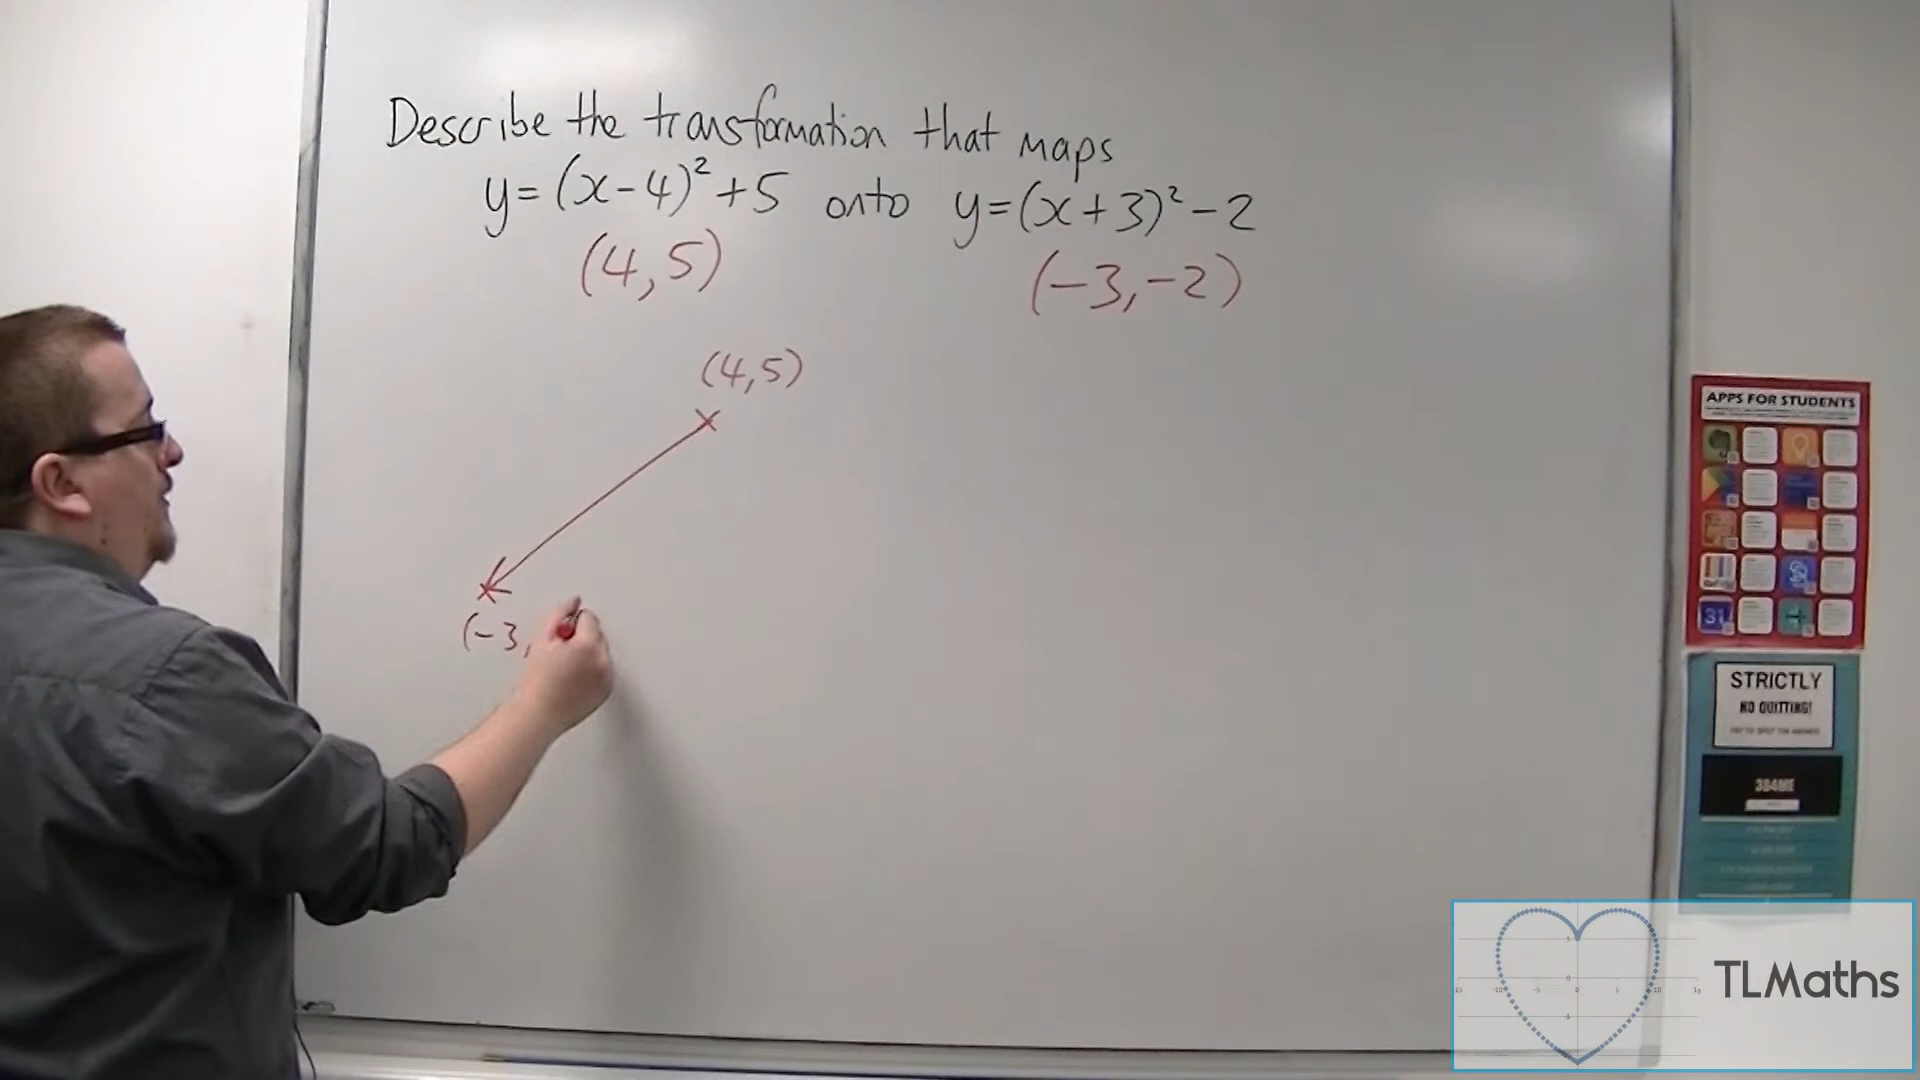 Describe the transformation that maps
y=(x-4)²+5 onto y=(x+3)²-2
(4,5) (-3,-2)
(4,5)
(-3,
APPS FOR STUDENTS
31
STRICTLY
NO QUITTING!
TLMaths